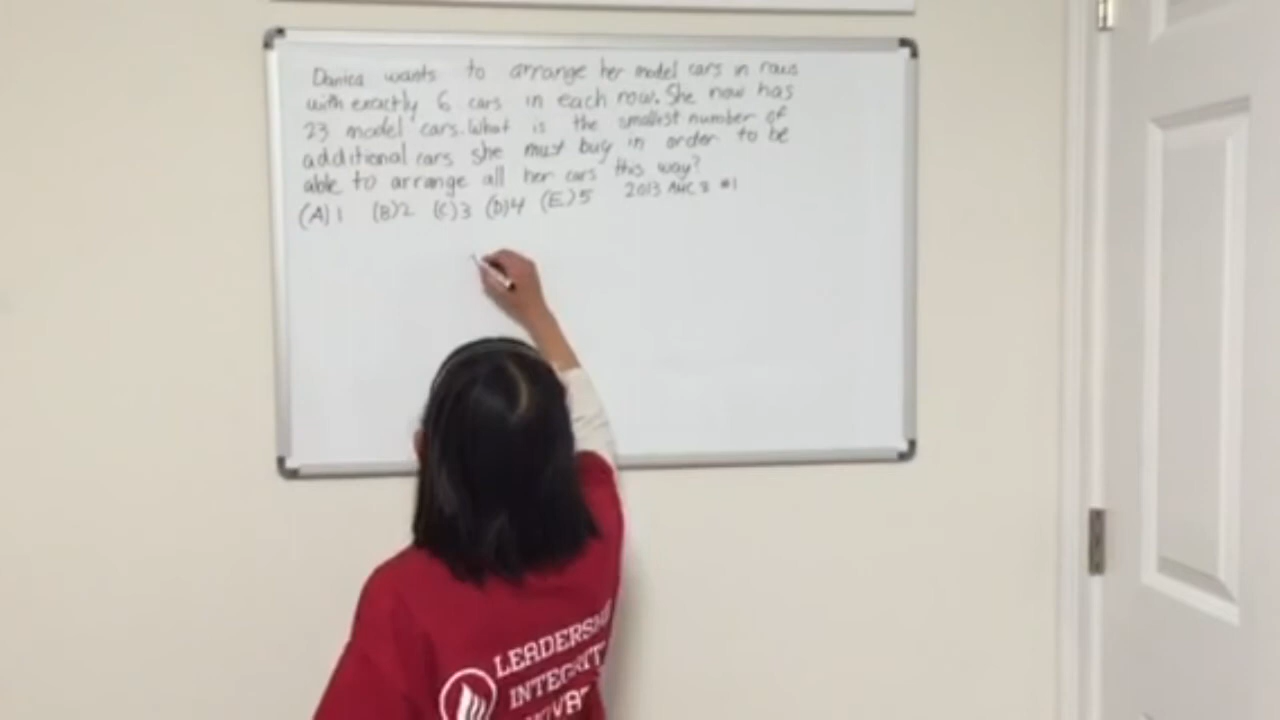 Danica wants to arrange her model cars in rows
with exactly 6 cars in each row. She now has
23 model cars. What is the smallest number of
additional cars she must buy in order to be
able to arrange all her cars this way?
(A) 1 (B) 2 (C) 3 (D) 4 (E) 5 2013 AMC 8 #1
LEADERSHI
INTEGRIT